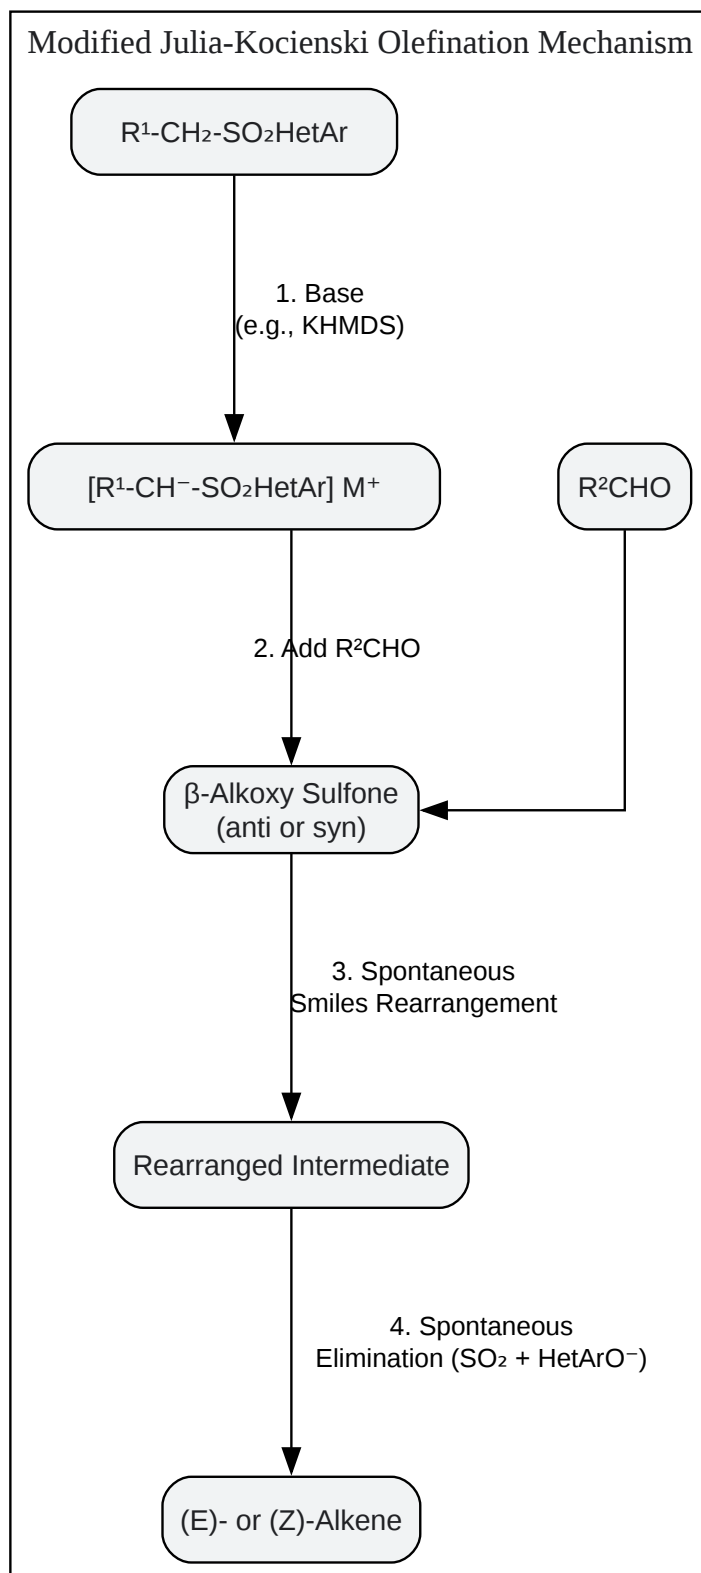 Modified Julia-Kocienski Olefination Mechanism
R¹-CH₂-SO₂HetAr
1. Base
(e.g., KHMDS)
[R¹-CH⁻-SO₂HetAr] M⁺
R²CHO
2. Add R²CHO
β-Alkoxy Sulfone
(anti or syn)
3. Spontaneous
Smiles Rearrangement
Rearranged Intermediate
4. Spontaneous
Elimination (SO₂ + HetArO⁻)
(E)- or (Z)-Alkene